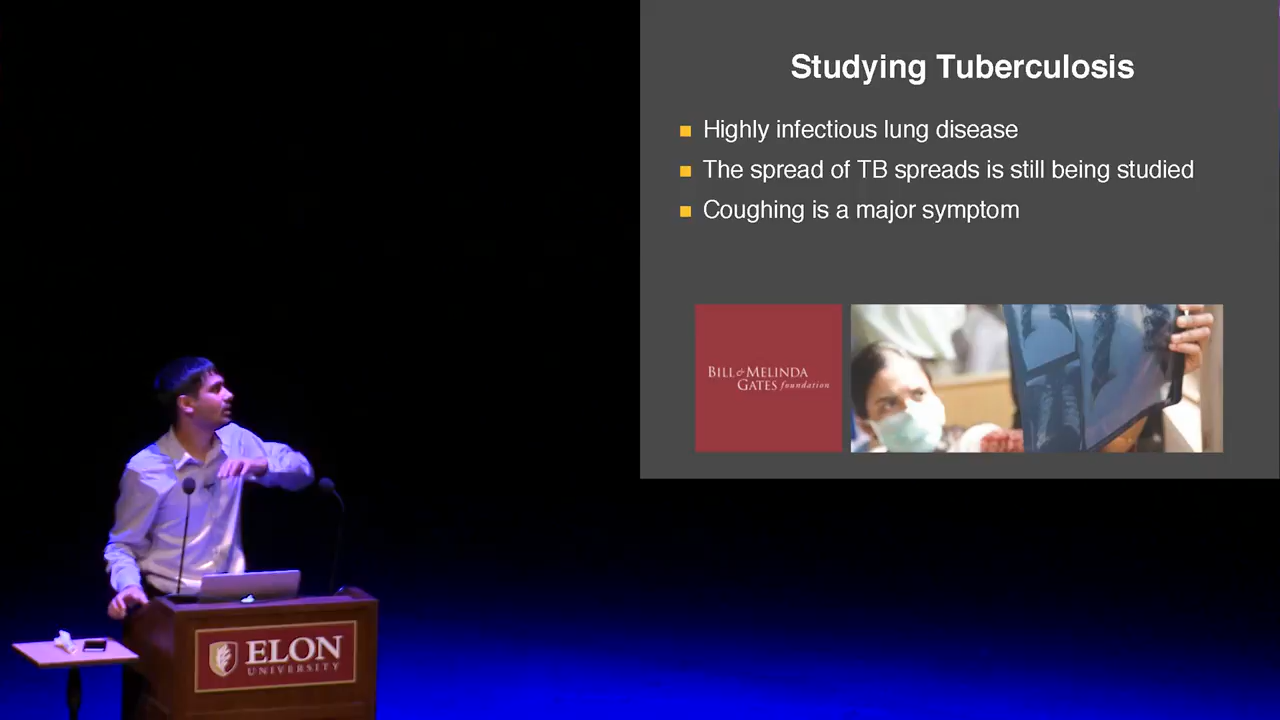 Studying Tuberculosis
Highly infectious lung disease
The spread of TB spreads is still being studied
Coughing is a major symptom
BILL & MELINDA
GATES foundation
ELON
UNIVERSITY